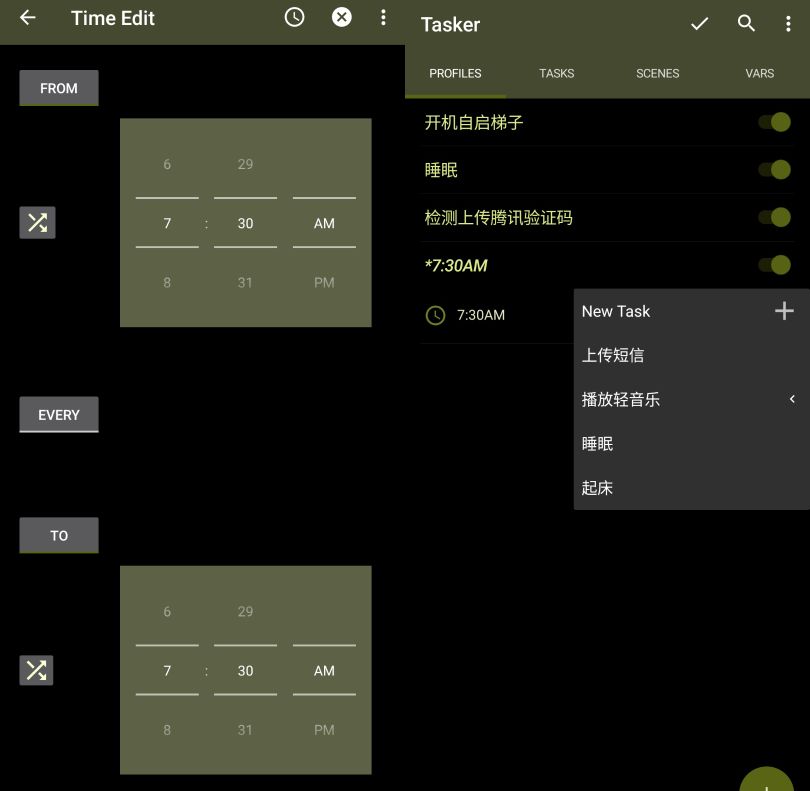 Time Edit
FROM
6 29
7 : 30 AM
8 31 PM
EVERY
TO
6 29
7 : 30 AM
8 31 PM
Tasker
PROFILES TASKS SCENES VARS
开机自启梯子
睡眠
检测上传腾讯验证码
*7:30AM
7:30AM
New Task
上传短信
播放轻音乐
睡眠
起床